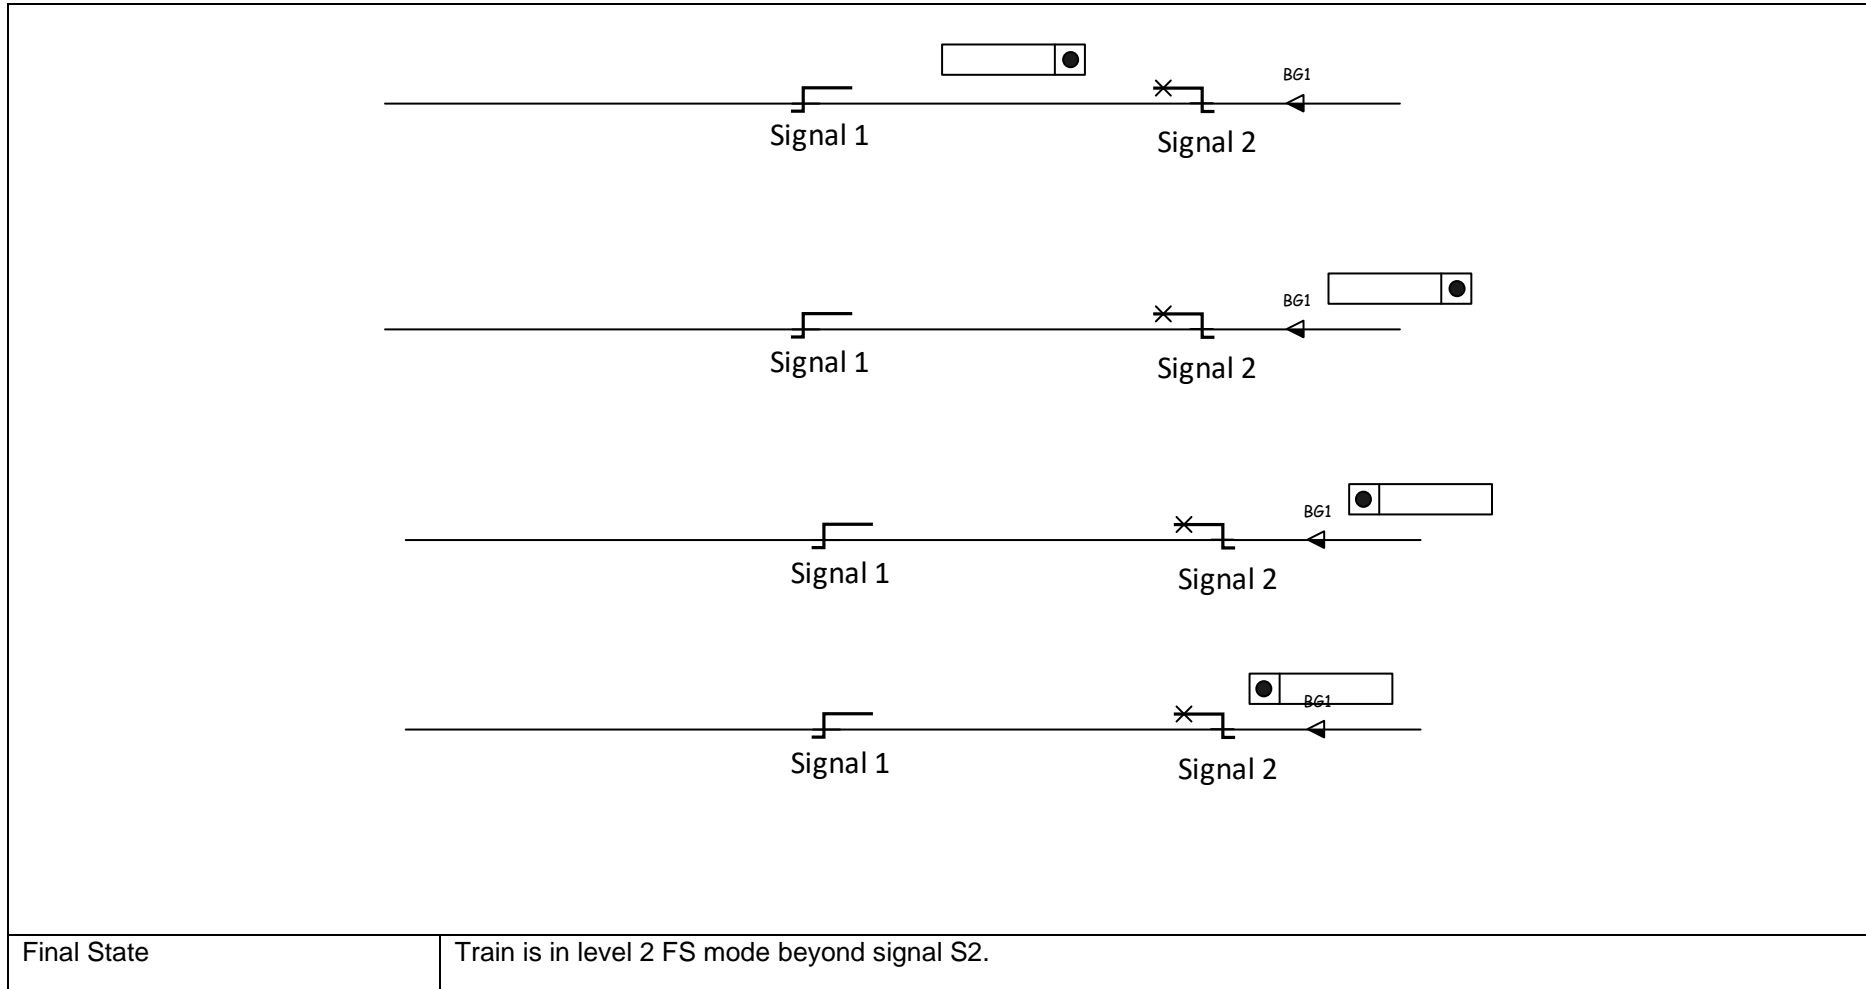 BG1
Signal 1
Signal 2
BG1
Signal 1
Signal 2
BG1
Signal 1
Signal 2
BG1
Signal 1
Signal 2
Final State
Train is in level 2 FS mode beyond signal S2.